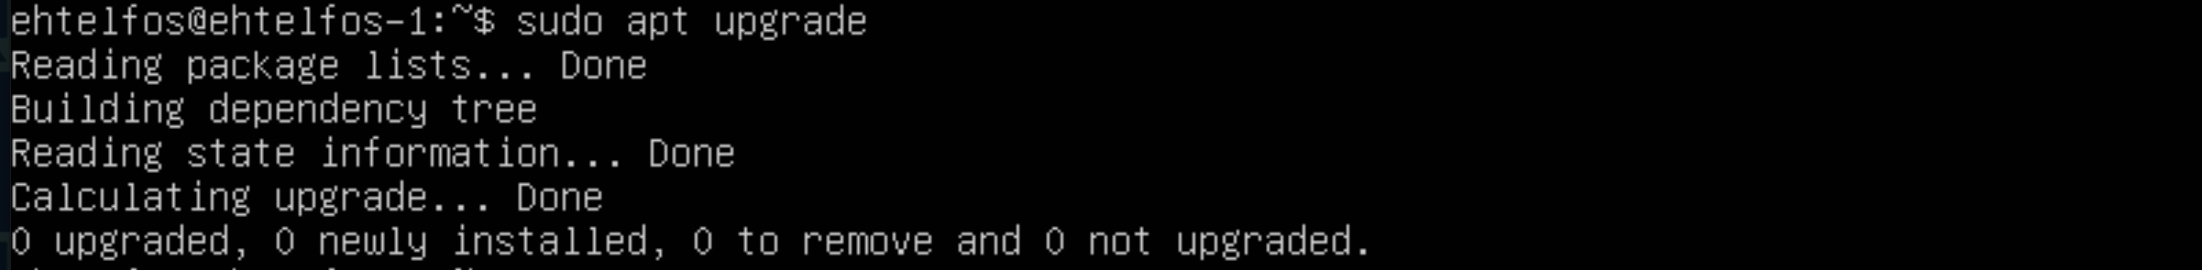 ehtelfos@ehtelfos-1:~$ sudo apt upgrade
Reading package lists... Done
Building dependency tree
Reading state information... Done
Calculating upgrade... Done
0 upgraded, 0 newly installed, 0 to remove and 0 not upgraded.